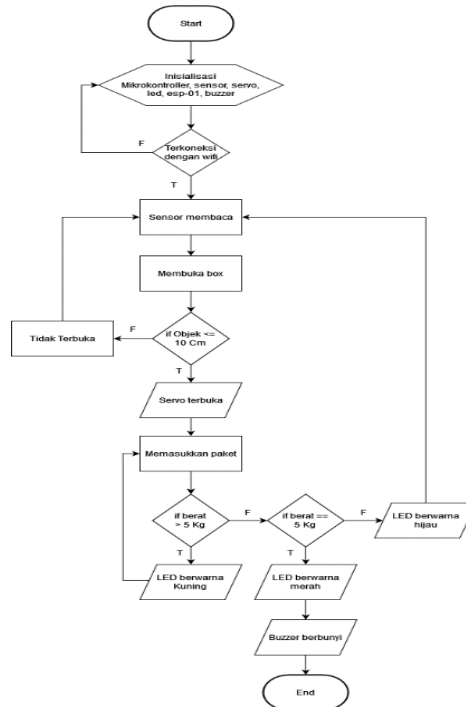 Start
Inisialisasi
Mikrokontroller, sensor, servo,
led, esp-01, buzzer
F
Terkoneksi
dengan wifi
T
Sensor membaca
Membuka box
Tidak Terbuka
F
if Objek <=
10 Cm
T
Servo terbuka
Memasukkan paket
if berat
> 5 Kg
F
if berat ==
5 Kg
F
LED berwarna
hijau
T
T
LED berwarna
Kuning
LED berwarna
merah
Buzzer berbunyi
End